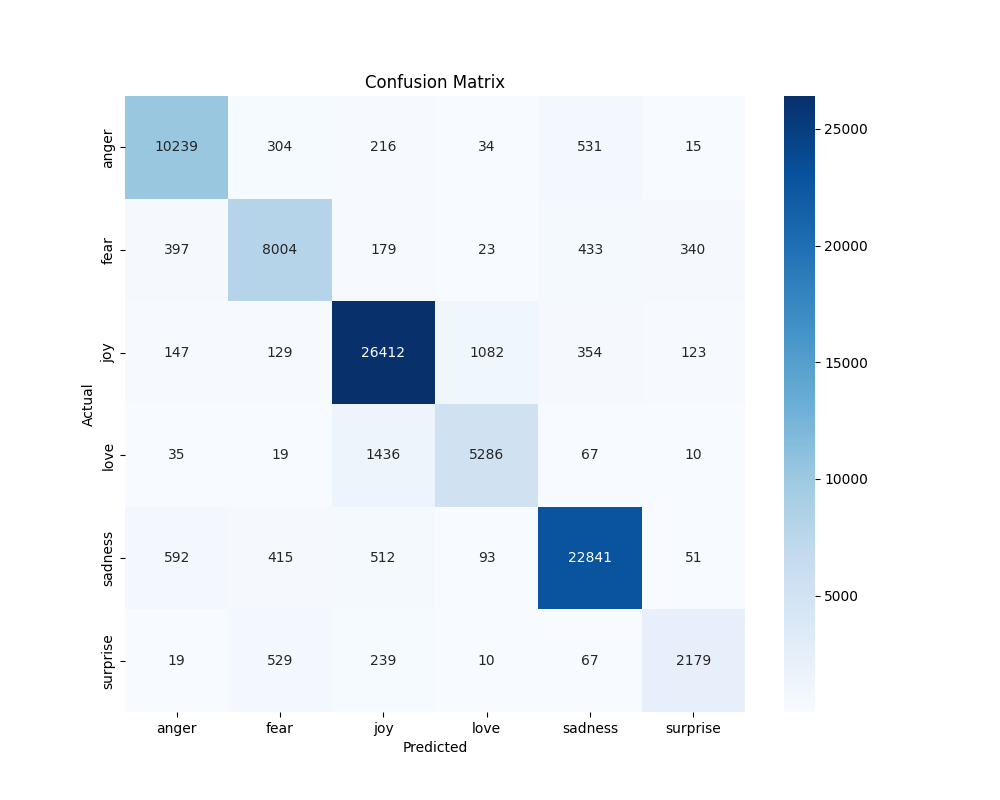 Confusion Matrix
anger 10239 304 216 34 531 15
fear 397 8004 179 23 433 340
joy 147 129 26412 1082 354 123
love 35 19 1436 5286 67 10
sadness 592 415 512 93 22841 51
surprise 19 529 239 10 67 2179
anger fear joy love sadness surprise
Predicted
Actual
25000
20000
15000
10000
5000